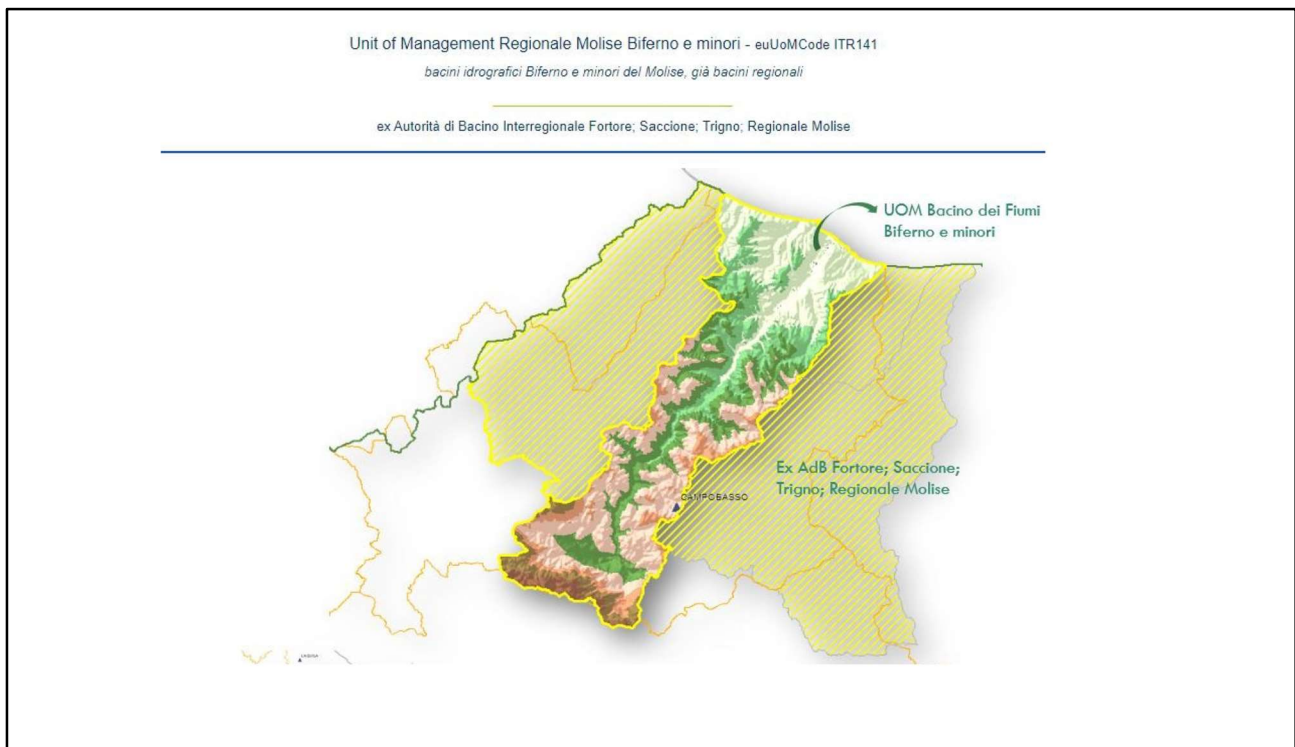 Unit of Management Regionale Molise Biferno e minori - euUoMCode ITR141
bacini idrografici Biferno e minori del Molise, già bacini regionali
ex Autorità di Bacino Interregionale Fortore; Saccione; Trigno; Regionale Molise
UOM Bacino dei Fiumi
Biferno e minori
Ex AdB Fortore; Saccione;
Trigno; Regionale Molise
CAMPOBASSO